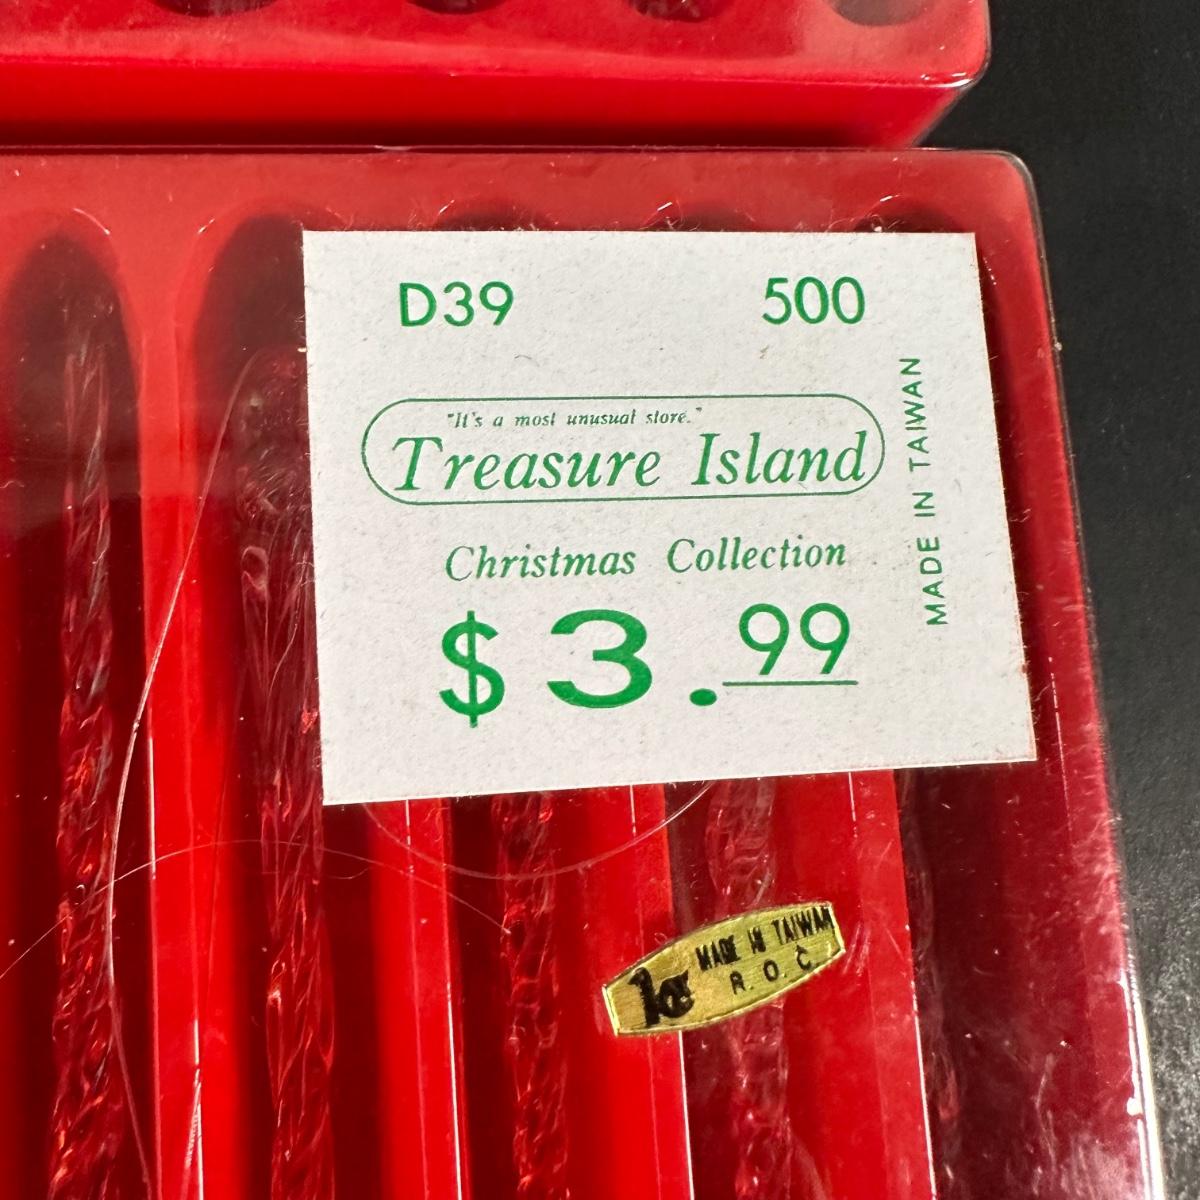 D39 500
"It's a most unusual store."
Treasure Island
Christmas Collection
$3.99
MADE IN TAIWAN
MADE IN TAIWAN
R. O. C.